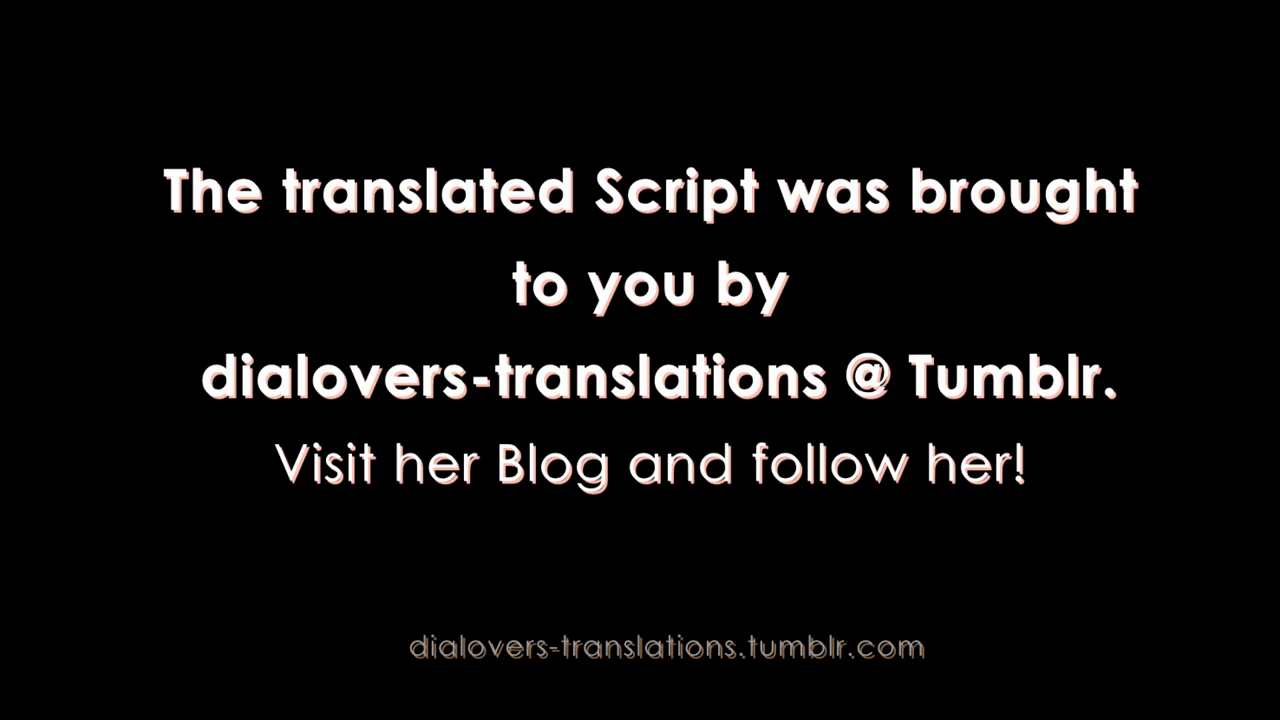 The translated Script was brought
to you by
dialovers-translations @ Tumblr.
Visit her Blog and follow her!
dialovers-translations.tumblr.com